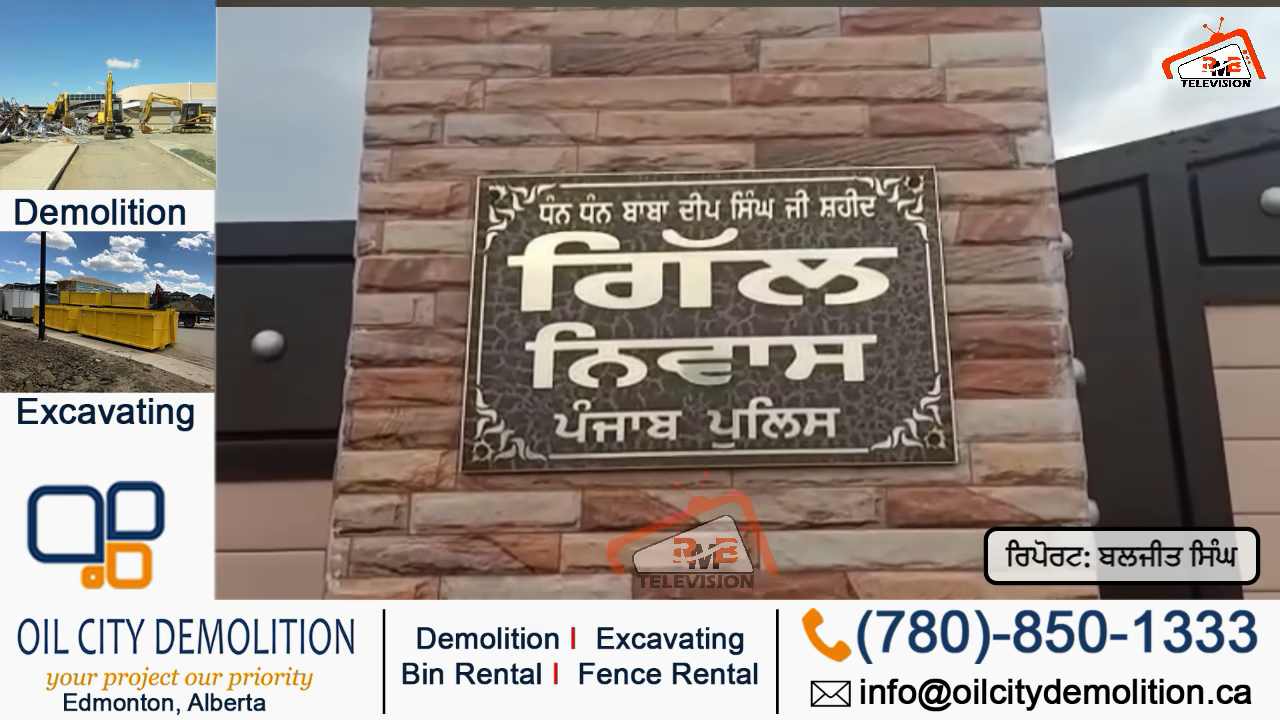 RMB
TELEVISION
Demolition
Excavating
ਧੰਨ ਧੰਨ ਬਾਬਾ ਦੀਪ ਸਿੰਘ ਜੀ ਸ਼ਹੀਦ
ਗਿੱਲ
ਨਿਵਾਸ
ਪੰਜਾਬ ਪੁਲਿਸ
RMB
TELEVISION
ਰਿਪੋਰਟ: ਬਲਜੀਤ ਸਿੰਘ
OIL CITY DEMOLITION
your project our priority
Edmonton, Alberta
Demolition I Excavating
Bin Rental I Fence Rental
(780)-850-1333
info@oilcitydemolition.ca